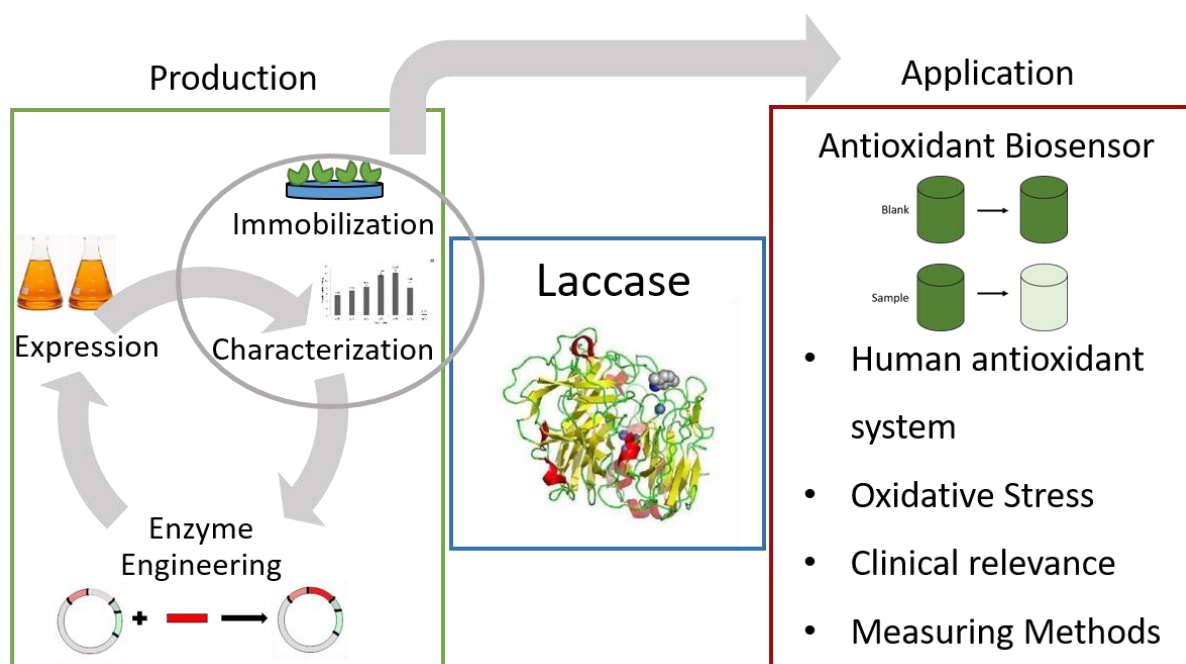 Production
Application
Immobilization
Expression
Characterization
Enzyme
Engineering
Laccase
Antioxidant Biosensor
Blank
Sample
• Human antioxidant
system
• Oxidative Stress
• Clinical relevance
• Measuring Methods